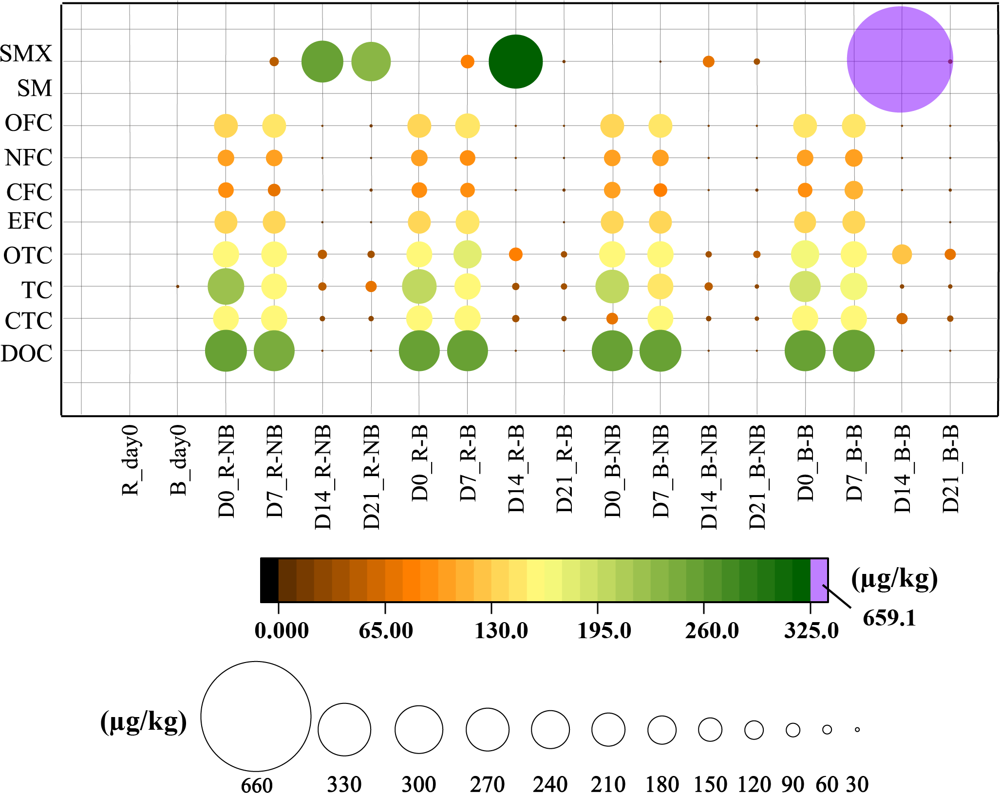 SMX
SM
OFC
NFC
CFC
EFC
OTC
TC
CTC
DOC
R_day0
B_day0
D0_R-NB
D7_R-NB
D14_R-NB
D21_R-NB
D0_R-B
D7_R-B
D14_R-B
D21_R-B
D0_B-NB
D7_B-NB
D14_B-NB
D21_B-NB
D0_B-B
D7_B-B
D14_B-B
D21_B-B
(µg/kg)
659.1
0.000 65.00 130.0 195.0 260.0 325.0
(µg/kg)
660 330 300 270 240 210 180 150 120 90 60 30